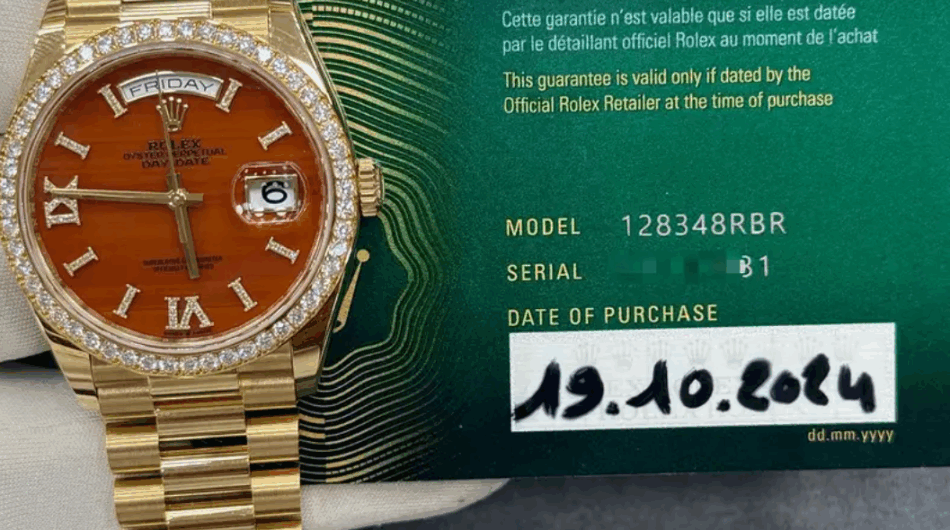 FRIDAY
ROLEX
OYSTER PERPETUAL
DAY-DATE
6
Cette garantie n'est valable que si elle est datée
par le détaillant officiel Rolex au moment de l'achat
This guarantee is valid only if dated by the
Official Rolex Retailer at the time of purchase
MODEL 128348RBR
SERIAL 31
DATE OF PURCHASE
19.10.2024
dd.mm.yyyy